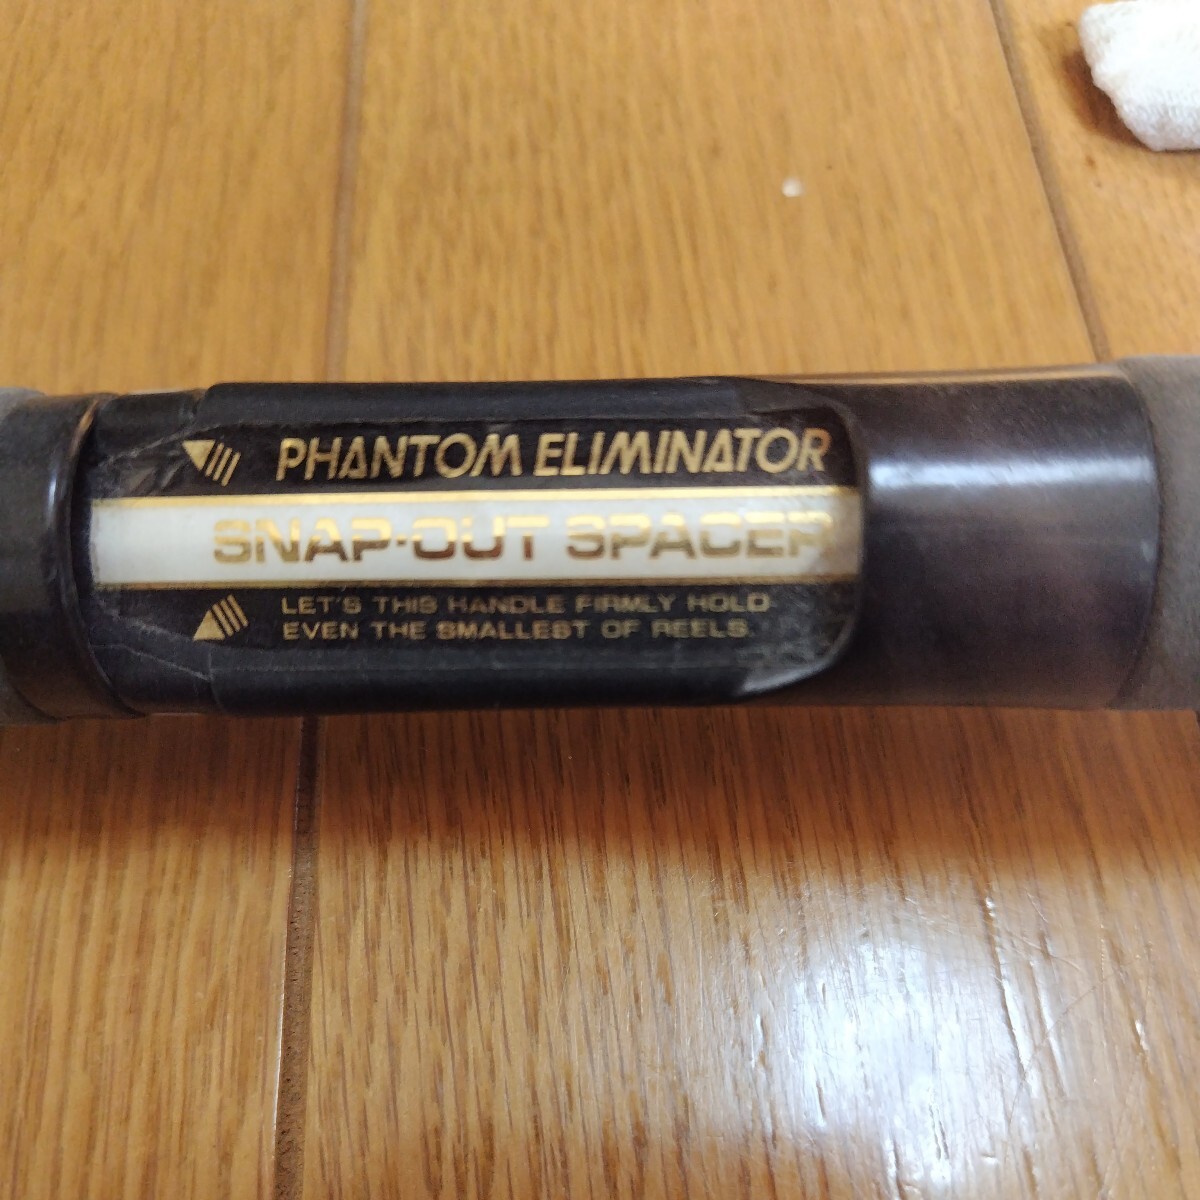 PHANTOM ELIMINATOR
SNAP-OUT SPACER
LET'S THIS HANDLE FIRMLY HOLD
EVEN THE SMALLEST OF REELS.